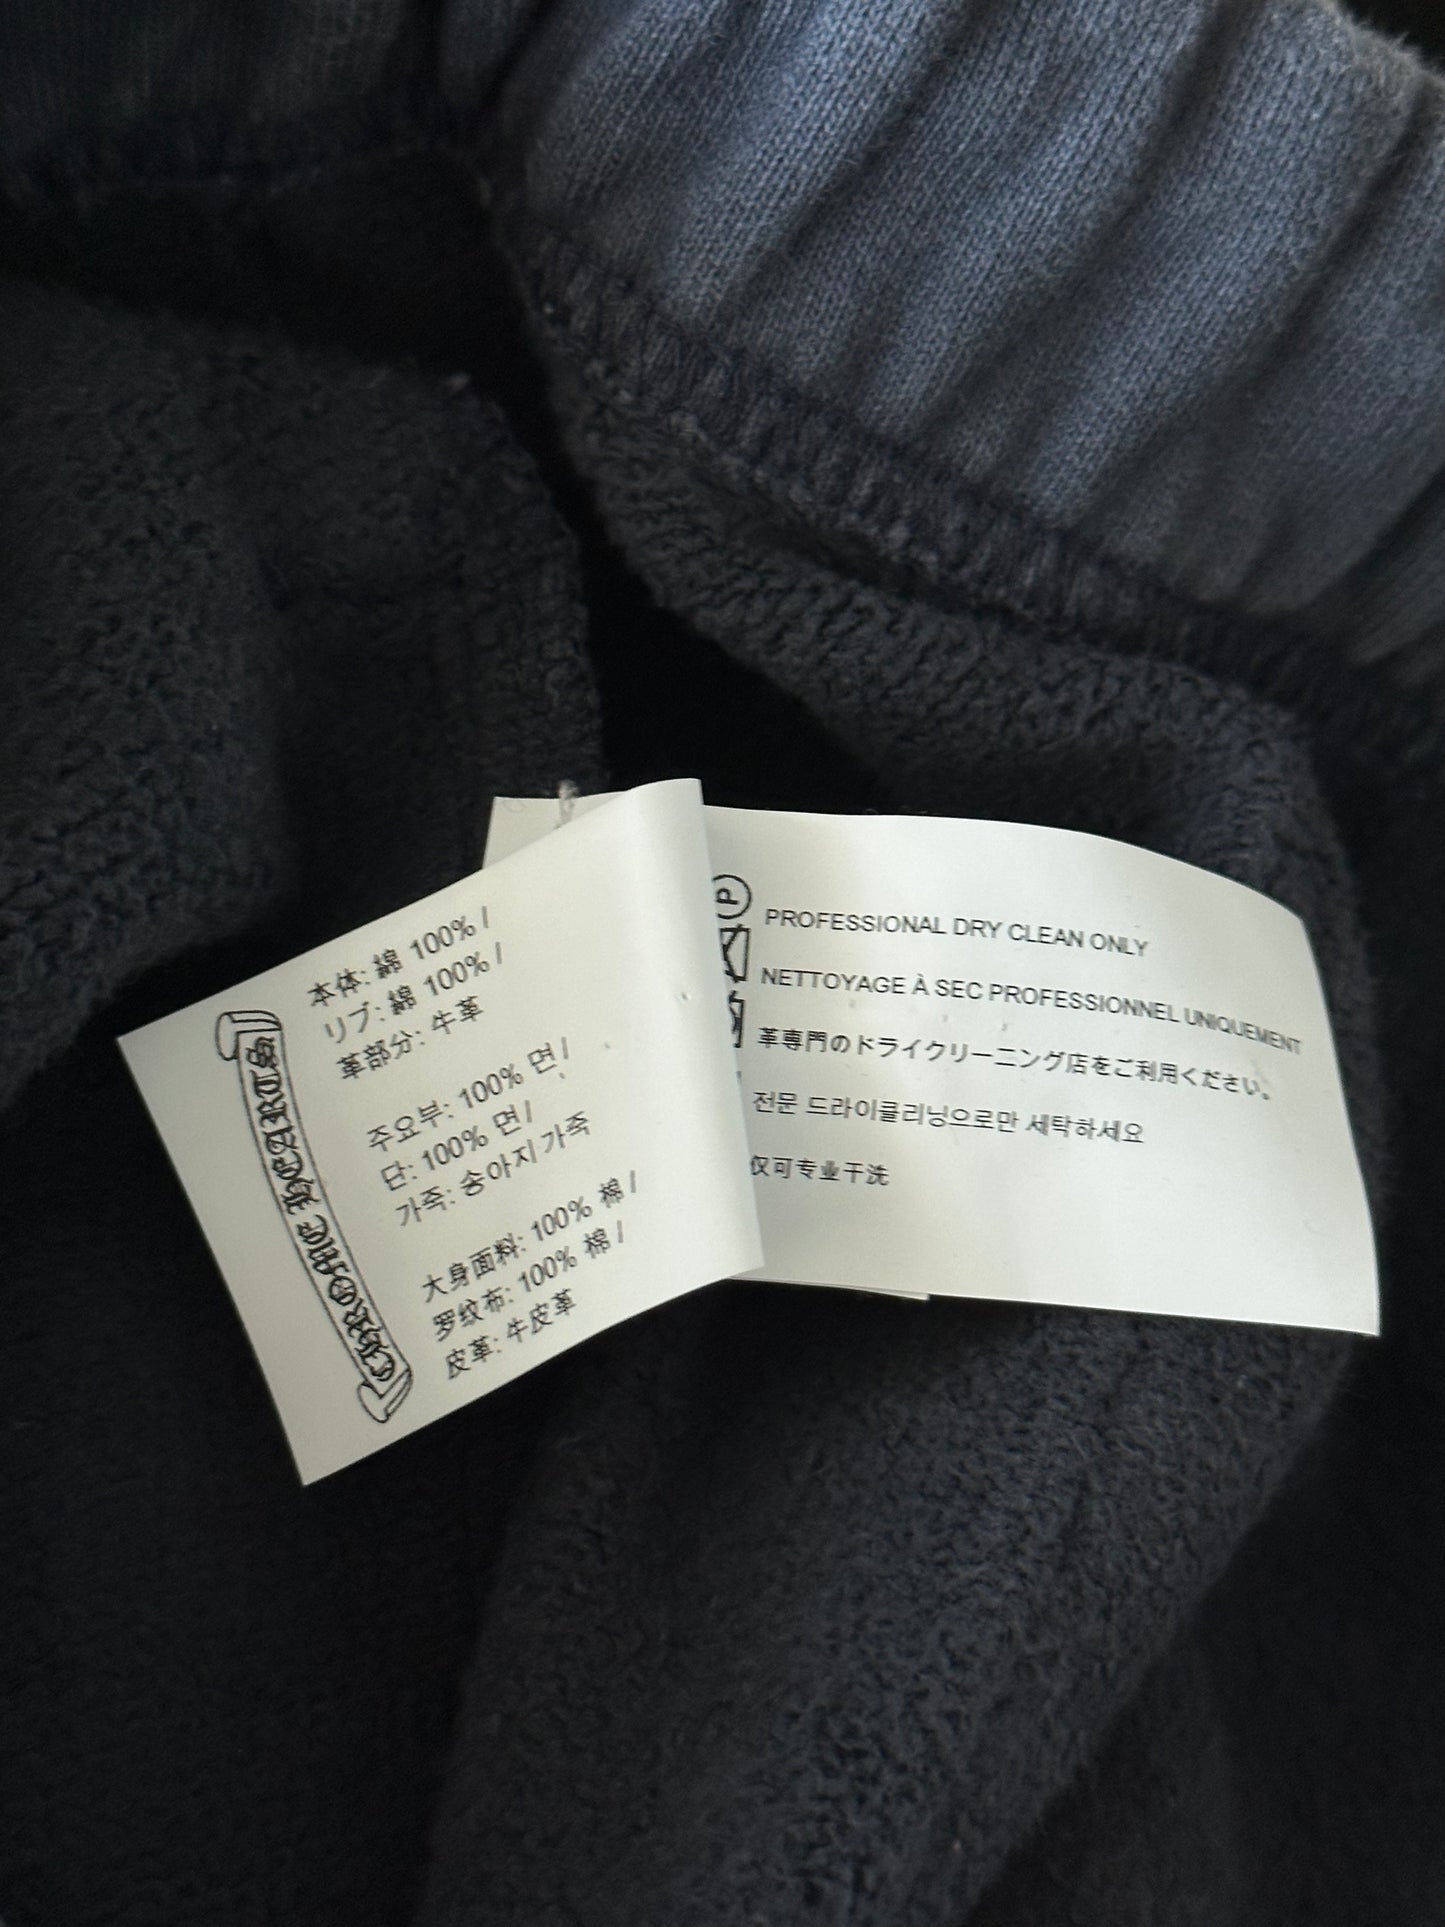 CHROME HEARTS
本体: 綿 100% /
リブ: 綿 100% /
革部分: 牛革
주요부: 100% 면 /
단: 100% 면 /
가죽: 송아지 가죽
大身面料: 100% 棉 /
罗纹布: 100% 棉 /
皮革: 牛皮革
P
PROFESSIONAL DRY CLEAN ONLY
NETTOYAGE À SEC PROFESSIONNEL UNIQUEMENT
革専門のドライクリーニング店をご利用ください。
전문 드라이클리닝으로만 세탁하세요
仅可专业干洗